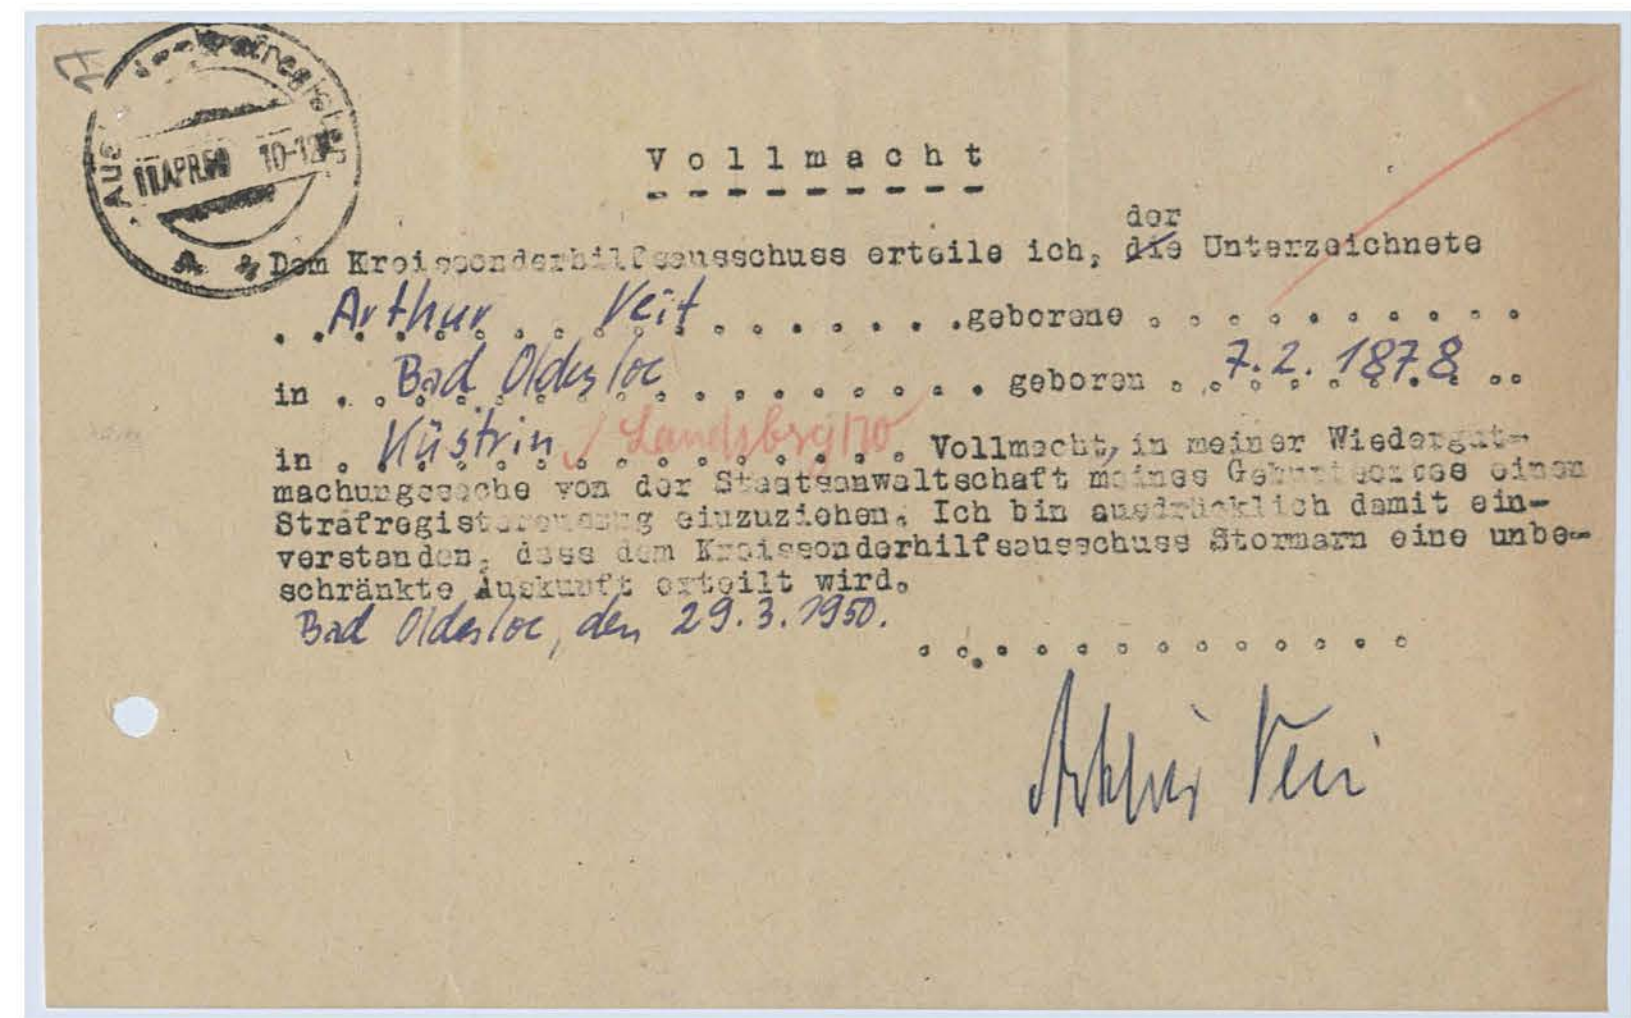 11 APR.50 10-12
V o l l m a c h t
der
Dem Kreissonderhilfsausschuss erteile ich, die Unterzeichnete
Arthur Veit geborene
in Bad Oldesloe geboren 7.2. 1878
in Küstrin / Landsberg Vollmacht, in meiner Wiedergut-
machungssache von der Staatsanwaltschaft meines Geburtsortes einen
Strafregisterauszug einzuziehen. Ich bin ausdrücklich damit ein-
verstanden, dass dem Kreissonderhilfsausschuss Stormarn eine unbe-
schränkte Auskunft erteilt wird.
Bad Oldesloe, den 29.3.1950.
Arthur Veit